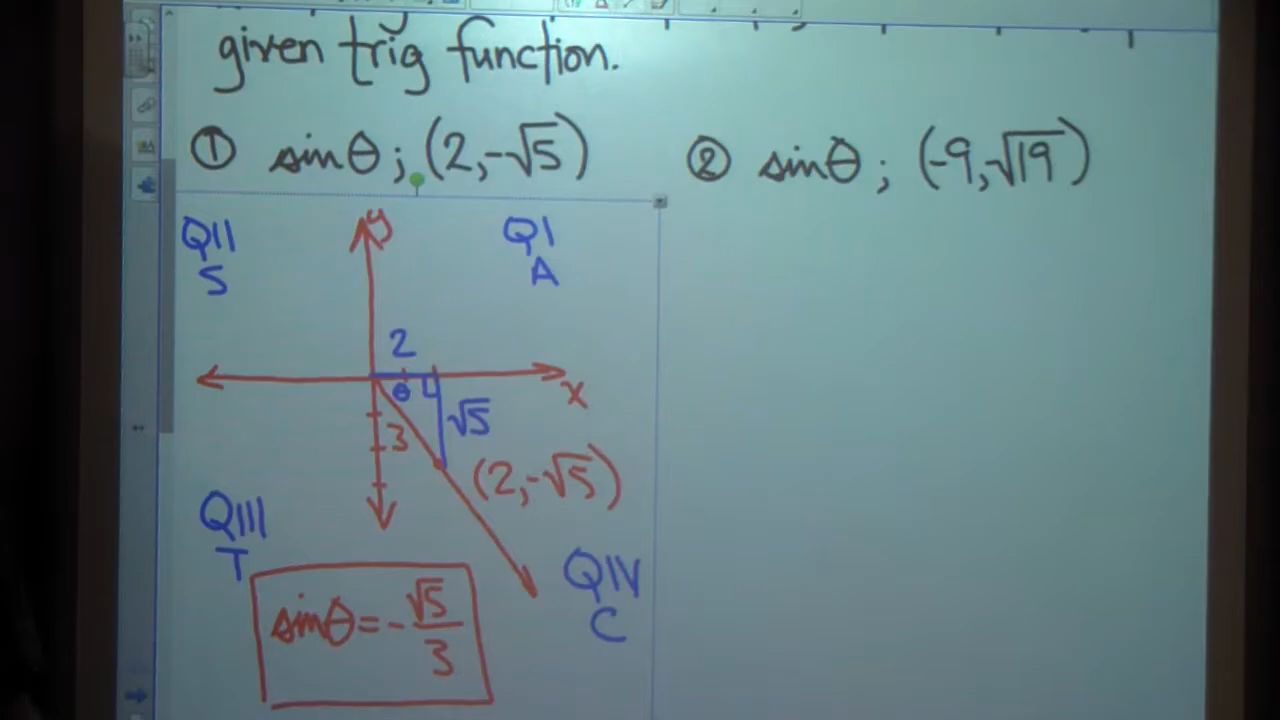 given trig function.
① sinθ; (2,-√5)
② sinθ; (-9,√19)
y
QII
S
QI
A
2
x
θ
√5
3
(2,-√5)
QIII
T
QIV
C
sinθ = - √5/3